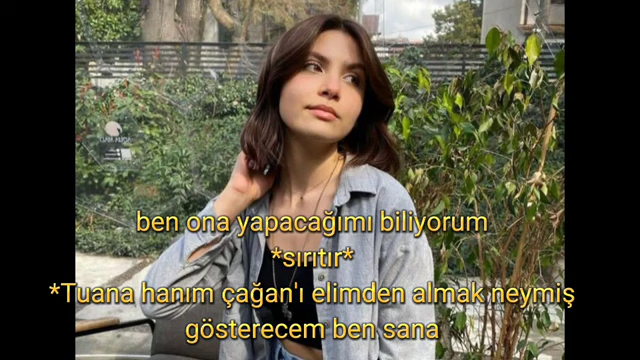 ben ona yapacağımı biliyorum
*sırıtır*
*Tuana hanım çağan'ı elimden almak neymiş
gösterecem ben sana